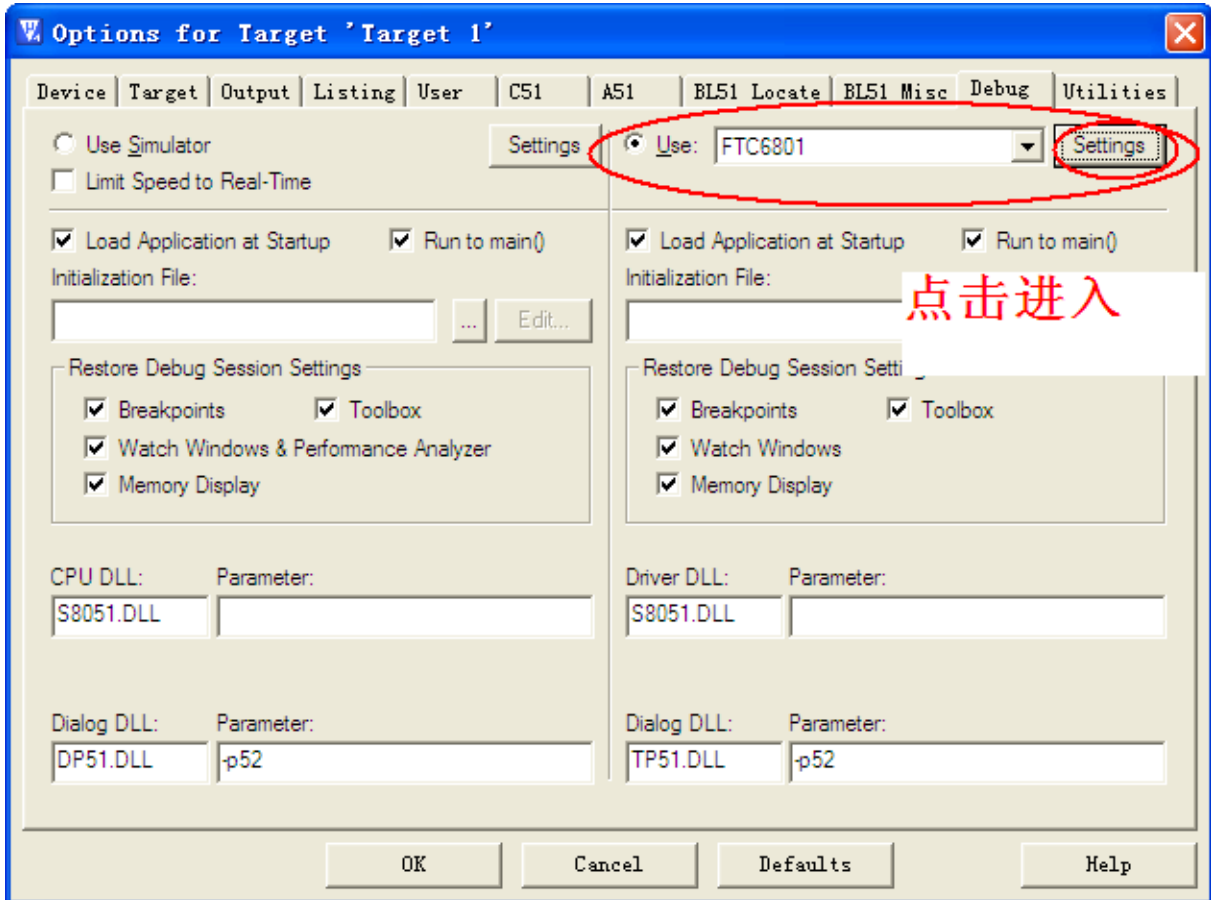 Options for Target 'Target 1'
Device Target Output Listing User C51 A51 BL51 Locate BL51 Misc Debug Utilities
Use Simulator Settings Use: FTC6801 Settings
Limit Speed to Real-Time
Load Application at Startup Run to main() Load Application at Startup Run to main()
Initialization File: Initialization File:
点击进入
... Edit...
Restore Debug Session Settings Restore Debug Session
Breakpoints Toolbox Breakpoints Toolbox
Watch Windows & Performance Analyzer Watch Windows
Memory Display Memory Display
CPU DLL: Parameter: Driver DLL: Parameter:
S8051.DLL S8051.DLL
Dialog DLL: Parameter: Dialog DLL: Parameter:
DP51.DLL -p52 TP51.DLL -p52
OK Cancel Defaults Help